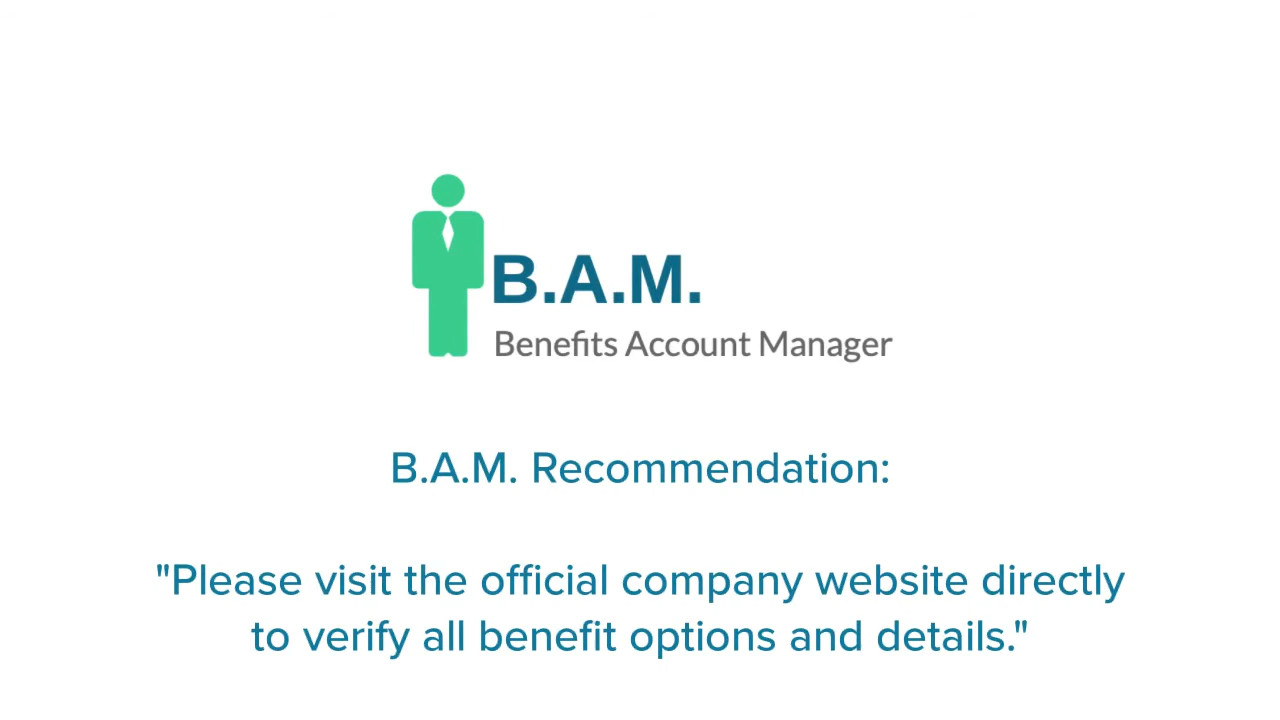 B.A.M.
Benefits Account Manager
B.A.M. Recommendation:
"Please visit the official company website directly
to verify all benefit options and details."